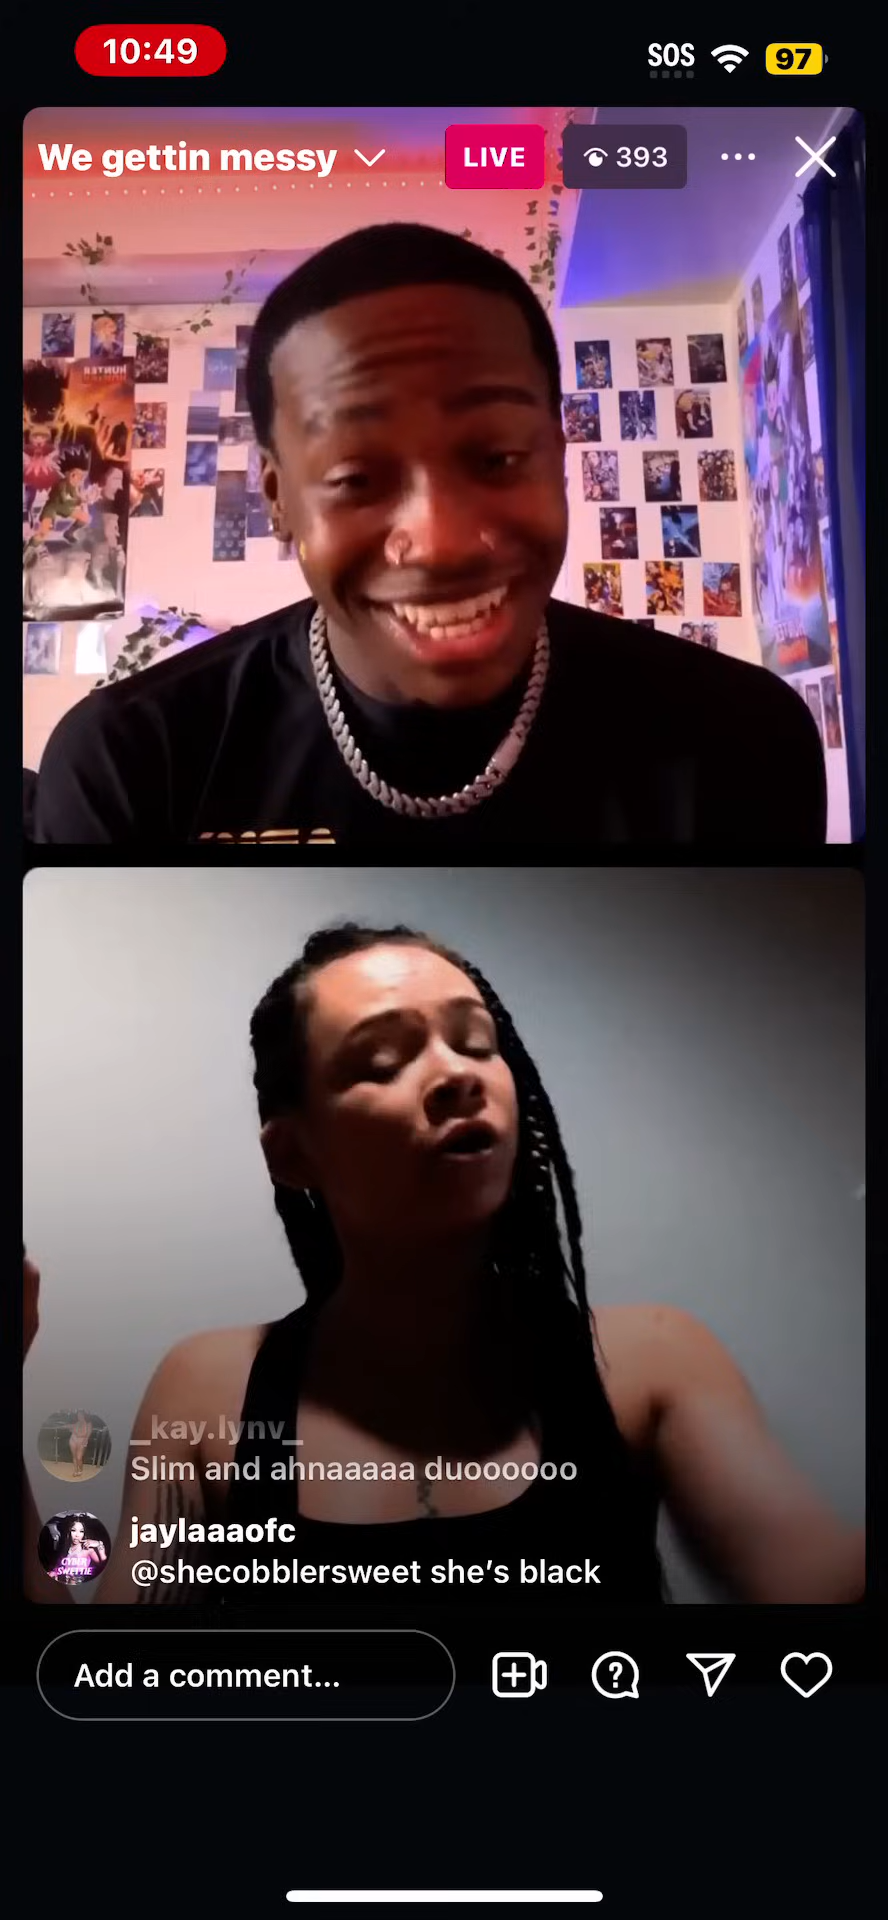 10:49
SOS
97
We gettin messy
LIVE
393
_kay.lynv_
Slim and ahnaaaaa duoooooo
jaylaaaofc
@shecobblersweet she’s black
Add a comment...